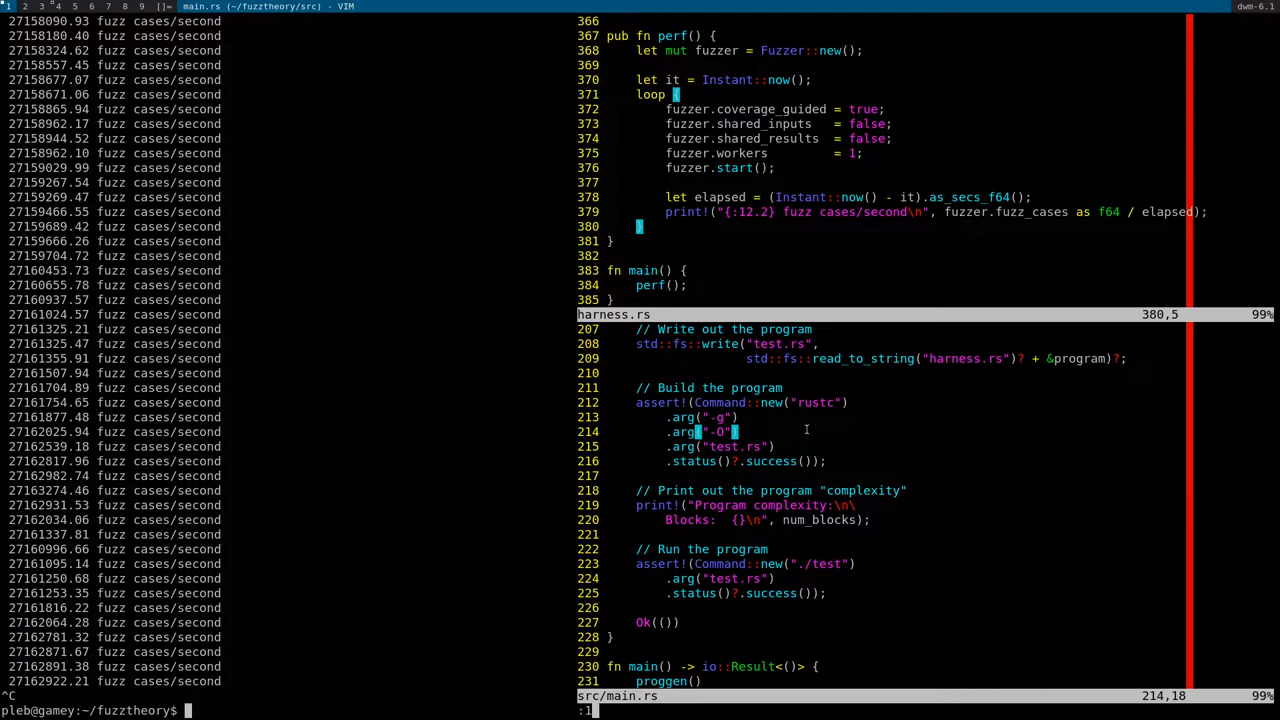 1 2 3 4 5 6 7 8 9 []= main.rs (~/fuzztheory/src) - VIM dwm-6.1
27158090.93 fuzz cases/second
27158180.40 fuzz cases/second
27158324.62 fuzz cases/second
27158557.45 fuzz cases/second
27158677.07 fuzz cases/second
27158671.06 fuzz cases/second
27158865.94 fuzz cases/second
27158962.17 fuzz cases/second
27158944.52 fuzz cases/second
27158962.10 fuzz cases/second
27159029.99 fuzz cases/second
27159267.54 fuzz cases/second
27159269.47 fuzz cases/second
27159466.55 fuzz cases/second
27159689.42 fuzz cases/second
27159666.26 fuzz cases/second
27159704.72 fuzz cases/second
27160453.73 fuzz cases/second
27160655.78 fuzz cases/second
27160937.57 fuzz cases/second
27161024.57 fuzz cases/second
27161325.21 fuzz cases/second
27161325.47 fuzz cases/second
27161355.91 fuzz cases/second
27161507.94 fuzz cases/second
27161704.89 fuzz cases/second
27161754.65 fuzz cases/second
27161877.48 fuzz cases/second
27162025.94 fuzz cases/second
27162539.18 fuzz cases/second
27162817.96 fuzz cases/second
27162982.74 fuzz cases/second
27163274.46 fuzz cases/second
27162931.53 fuzz cases/second
27162034.06 fuzz cases/second
27161337.81 fuzz cases/second
27160996.66 fuzz cases/second
27161095.14 fuzz cases/second
27161250.68 fuzz cases/second
27161253.35 fuzz cases/second
27161816.22 fuzz cases/second
27162064.28 fuzz cases/second
27162781.32 fuzz cases/second
27162871.67 fuzz cases/second
27162891.38 fuzz cases/second
27162922.21 fuzz cases/second
^C
pleb@gamey:~/fuzztheory$
366
367 pub fn perf() {
368     let mut fuzzer = Fuzzer::new();
369
370     let it = Instant::now();
371     loop {
372         fuzzer.coverage_guided = true;
373         fuzzer.shared_inputs   = false;
374         fuzzer.shared_results  = false;
375         fuzzer.workers         = 1;
376         fuzzer.start();
377
378         let elapsed = (Instant::now() - it).as_secs_f64();
379         print!("{:12.2} fuzz cases/second\n", fuzzer.fuzz_cases as f64 / elapsed);
380     }
381 }
382
383 fn main() {
384     perf();
385 }
harness.rs 380,5 99%
207     // Write out the program
208     std::fs::write("test.rs",
209                    std::fs::read_to_string("harness.rs")? + &program)?;
210
211     // Build the program
212     assert!(Command::new("rustc")
213         .arg("-g")
214         .arg("-O")
215         .arg("test.rs")
216         .status()?.success());
217
218     // Print out the program "complexity"
219     print!("Program complexity:\n\
220         Blocks:  {}\n", num_blocks);
221
222     // Run the program
223     assert!(Command::new("./test")
224         .arg("test.rs")
225         .status()?.success());
226
227     Ok(())
228 }
229
230 fn main() -> io::Result<()> {
231     proggen()
src/main.rs 214,18 99%
:1